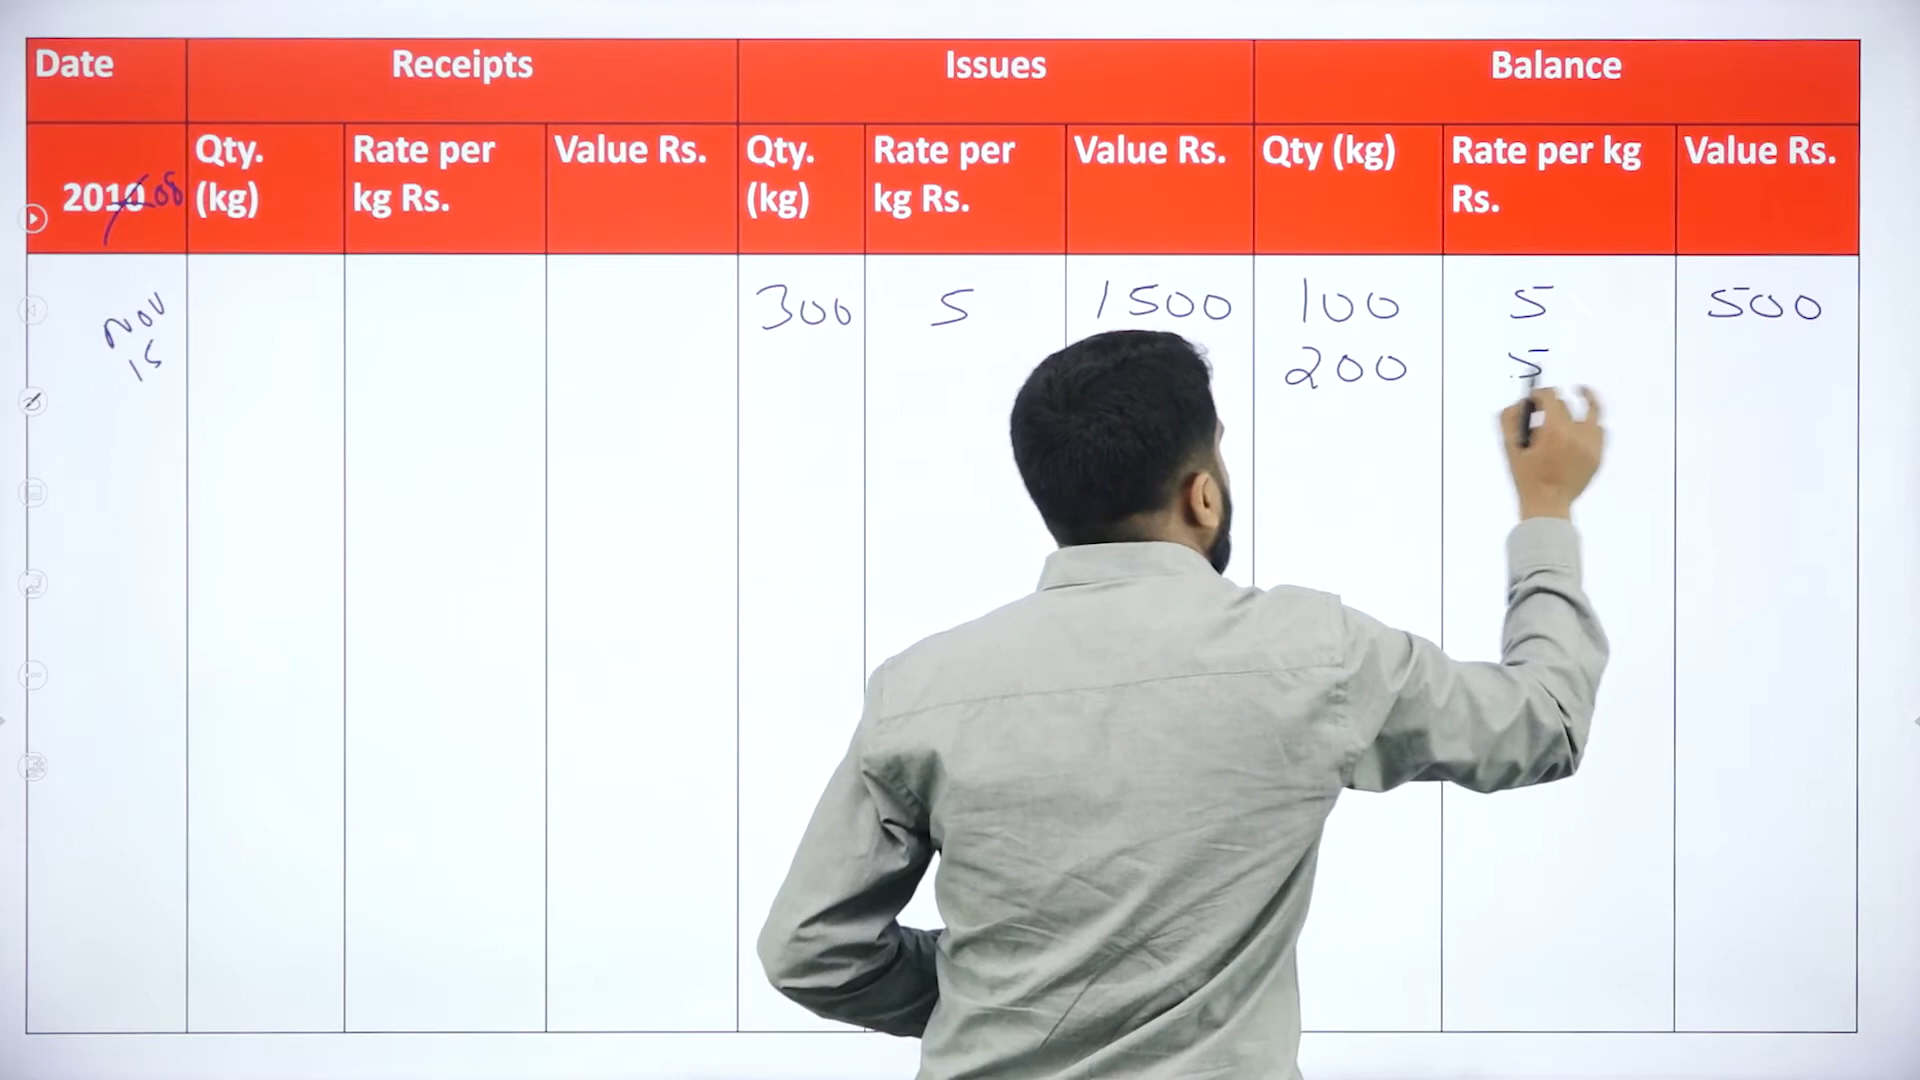 Date Receipts Issues Balance
2010 08 Qty. (kg) Rate per kg Rs. Value Rs. Qty. (kg) Rate per kg Rs. Value Rs. Qty (kg) Rate per kg Rs. Value Rs.
Nov 15 300 5 1500 100 5 500
200 5